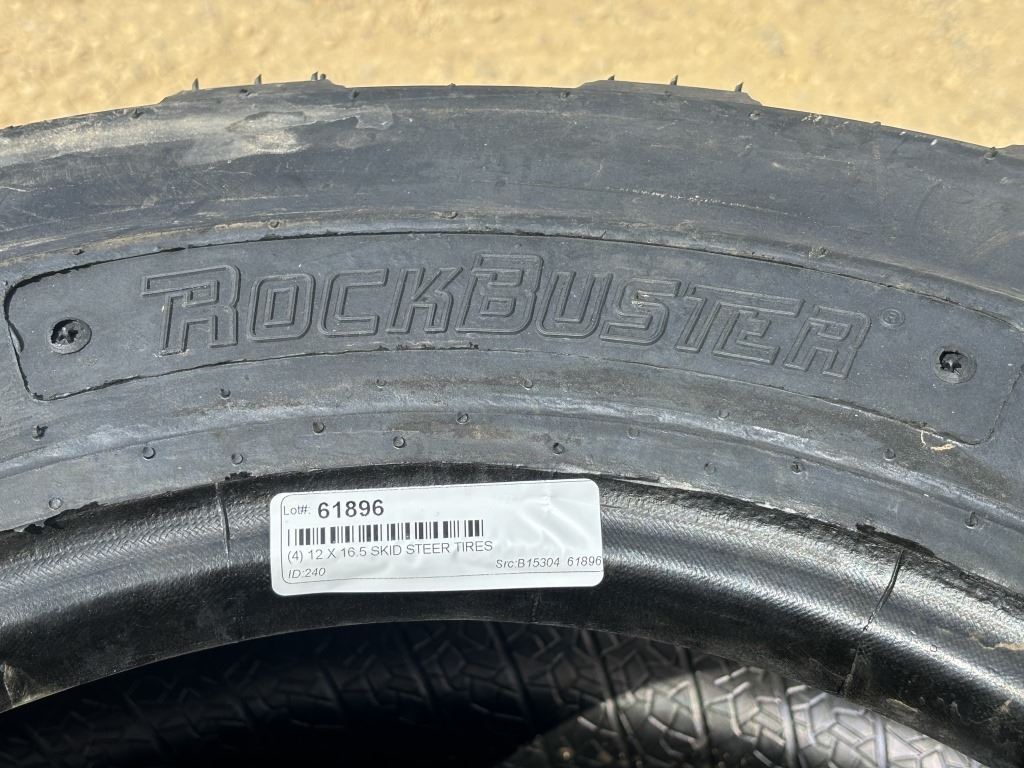 ROCKBUSTER®
Lot#: 61896
(4) 12 X 16.5 SKID STEER TIRES
ID:240 Src:B15304 61896